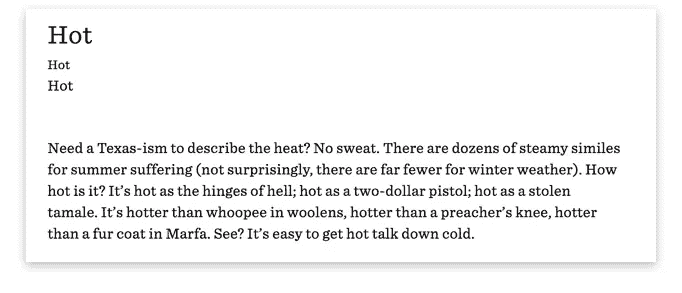 Hot
Hot
Hot
Need a Texas-ism to describe the heat? No sweat. There are dozens of steamy similes
for summer suffering (not surprisingly, there are far fewer for winter weather). How
hot is it? It’s hot as the hinges of hell; hot as a two-dollar pistol; hot as a stolen
tamale. It’s hotter than whoopee in woolens, hotter than a preacher’s knee, hotter
than a fur coat in Marfa. See? It’s easy to get hot talk down cold.